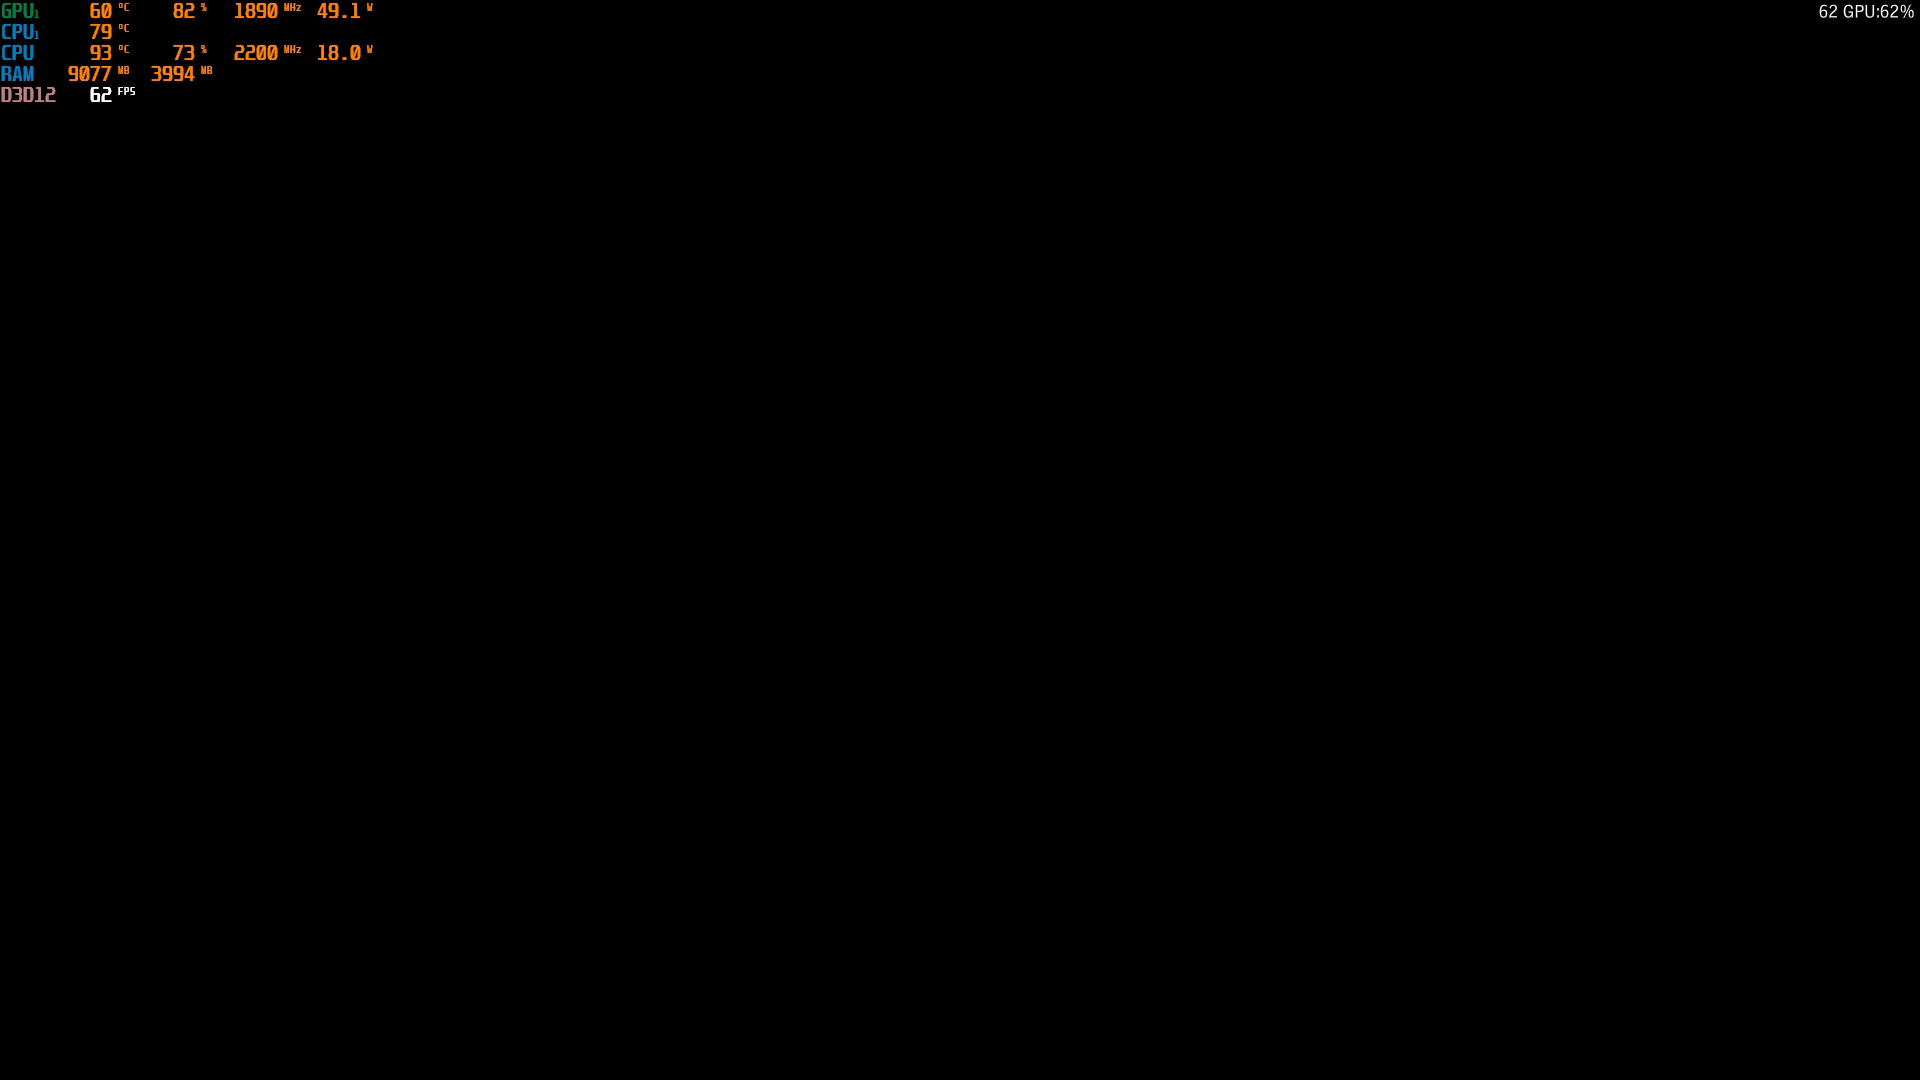 GPU1 60 °C 82 % 1890 MHz 49.1 W
62 GPU:62%
CPU1 79 °C
CPU 93 °C 73 % 2200 MHz 18.0 W
RAM 9077 MB 3994 MB
D3D12 62 FPS